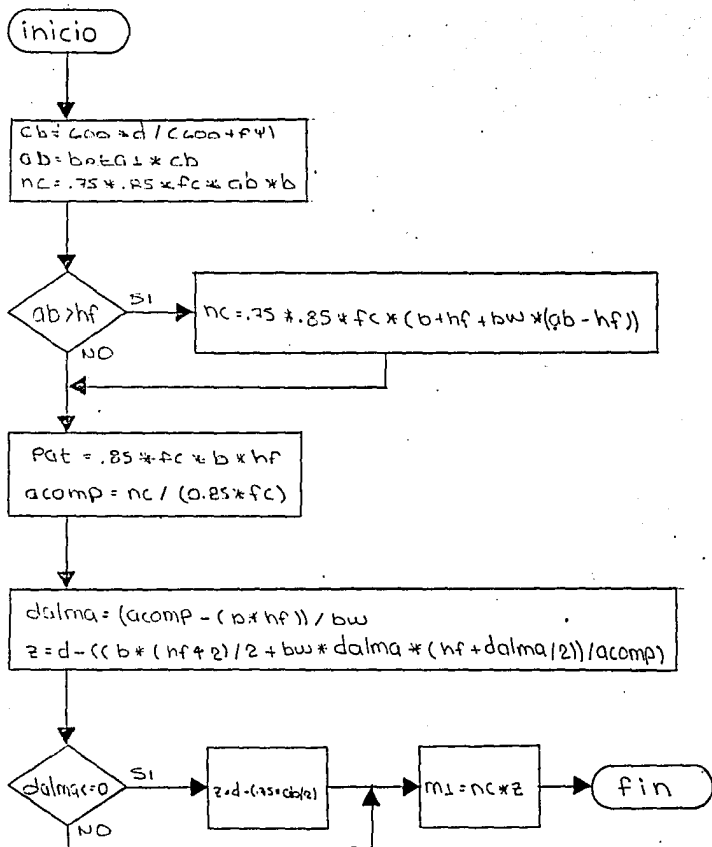 inicio
cb=600*d/(600+fy)
ab=beta1*cb
nc=.75*.85*fc*ab*b
ab>hf
SI
nc=.75*.85*fc*(b+hf+bw*(ab-hf))
NO
Pat = .85*fc*b*hf
acomp = nc / (0.85*fc)
dalma= (acomp - (b*hf)) / bw
z=d-((b*(hf^2)/2+bw*dalma*(hf+dalma/2))/acomp)
dalma<=0
SI
z=d-(.75*ab/2)
m1=nc*z
fin
NO